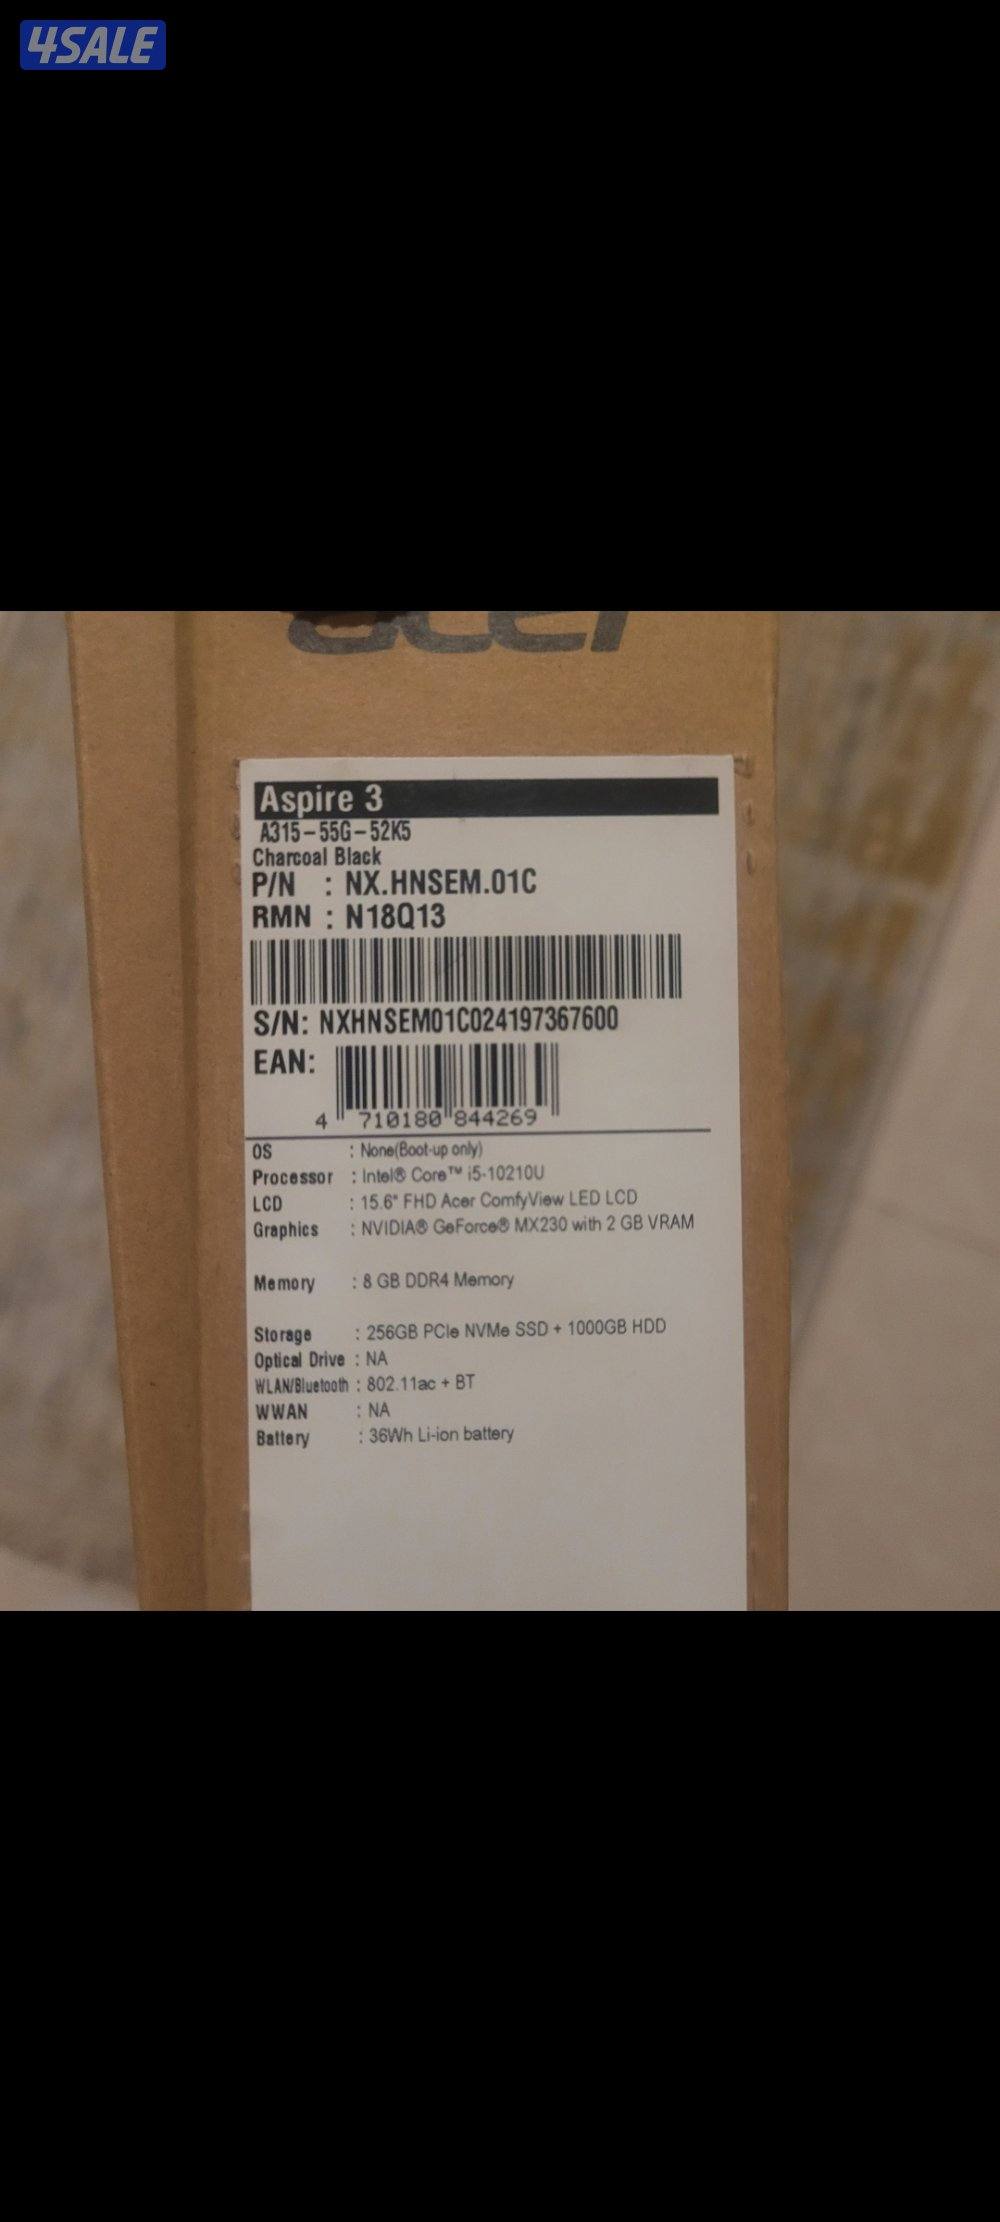 4SALE
acer
Aspire 3
A315-55G-52K5
Charcoal Black
P/N : NX.HNSEM.01C
RMN : N18Q13
S/N: NXHNSEM01C024197367600
EAN:
4 710180 844269
OS : None(Boot-up only)
Processor : Intel® Core™ i5-10210U
LCD : 15.6" FHD Acer ComfyView LED LCD
Graphics : NVIDIA® GeForce® MX230 with 2 GB VRAM
Memory : 8 GB DDR4 Memory
Storage : 256GB PCIe NVMe SSD + 1000GB HDD
Optical Drive : NA
WLAN/Bluetooth : 802.11ac + BT
WWAN : NA
Battery : 36Wh Li-ion battery